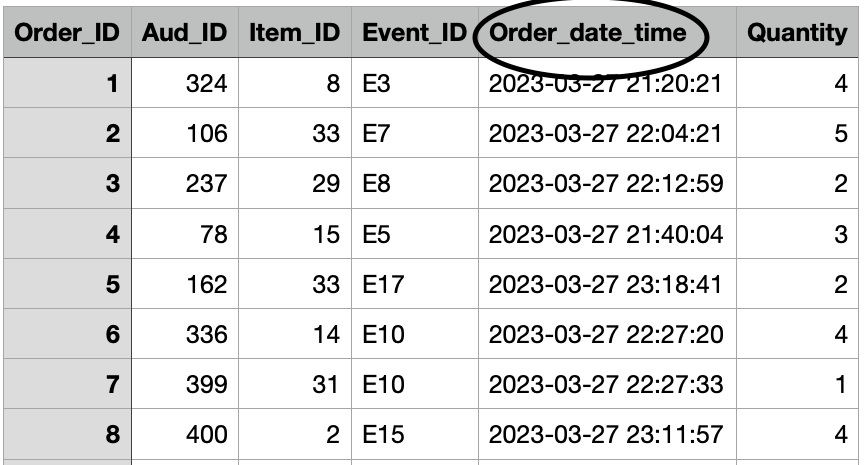 Order_ID Aud_ID Item_ID Event_ID Order_date_time Quantity
1 324 8 E3 2023-03-27 21:20:21 4
2 106 33 E7 2023-03-27 22:04:21 5
3 237 29 E8 2023-03-27 22:12:59 2
4 78 15 E5 2023-03-27 21:40:04 3
5 162 33 E17 2023-03-27 23:18:41 2
6 336 14 E10 2023-03-27 22:27:20 4
7 399 31 E10 2023-03-27 22:27:33 1
8 400 2 E15 2023-03-27 23:11:57 4